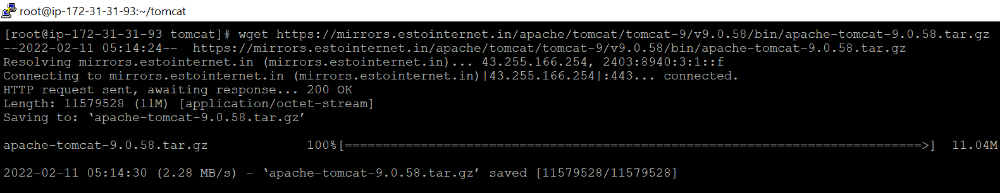 root@ip-172-31-31-93:~/tomcat
[root@ip-172-31-31-93 tomcat]# wget https://mirrors.estointernet.in/apache/tomcat/tomcat-9/v9.0.58/bin/apache-tomcat-9.0.58.tar.gz
--2022-02-11 05:14:24--  https://mirrors.estointernet.in/apache/tomcat/tomcat-9/v9.0.58/bin/apache-tomcat-9.0.58.tar.gz
Resolving mirrors.estointernet.in (mirrors.estointernet.in)... 43.255.166.254, 2403:8940:3:1::f
Connecting to mirrors.estointernet.in (mirrors.estointernet.in)|43.255.166.254|:443... connected.
HTTP request sent, awaiting response... 200 OK
Length: 11579528 (11M) [application/octet-stream]
Saving to: ‘apache-tomcat-9.0.58.tar.gz’
apache-tomcat-9.0.58.tar.gz             100%[============================================================================>]  11.04M
2022-02-11 05:14:30 (2.28 MB/s) - ‘apache-tomcat-9.0.58.tar.gz’ saved [11579528/11579528]